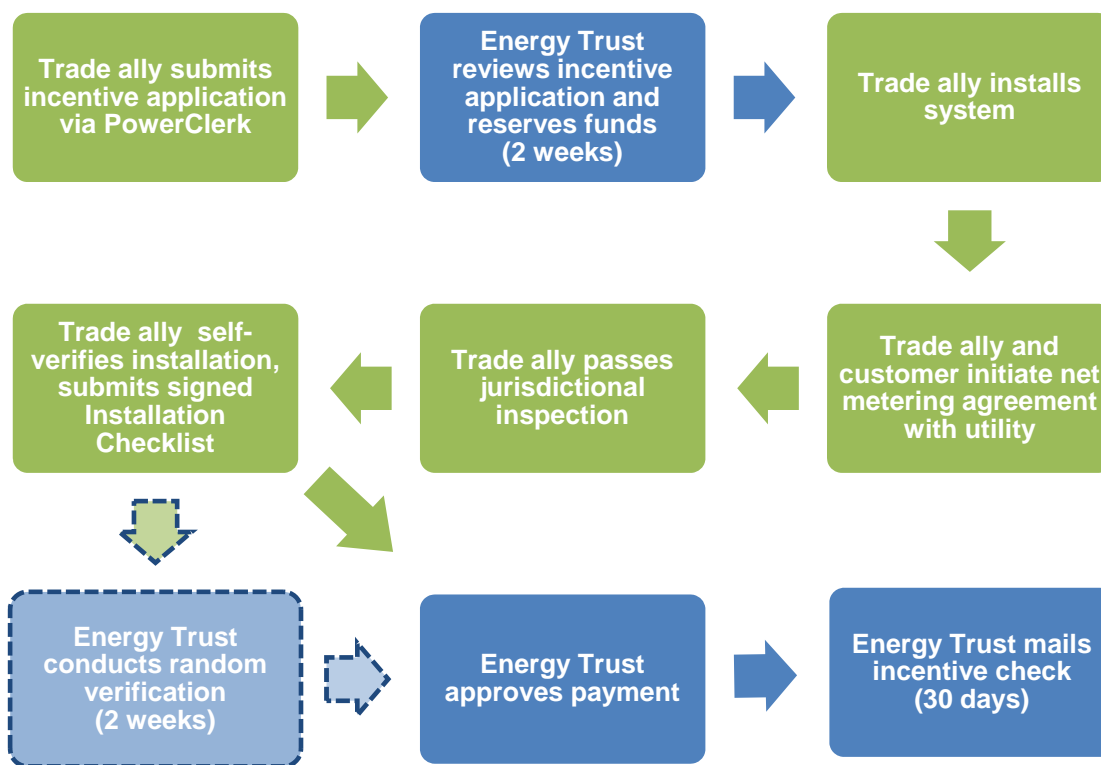 Trade ally submits
incentive application
via PowerClerk
Energy Trust
reviews incentive
application and
reserves funds
(2 weeks)
Trade ally installs
system
Trade ally and
customer initiate net
metering agreement
with utility
Trade ally passes
jurisdictional
inspection
Trade ally  self-
verifies installation,
submits signed
Installation
Checklist
Energy Trust
conducts random
verification
(2 weeks)
Energy Trust
approves payment
Energy Trust mails
incentive check
(30 days)